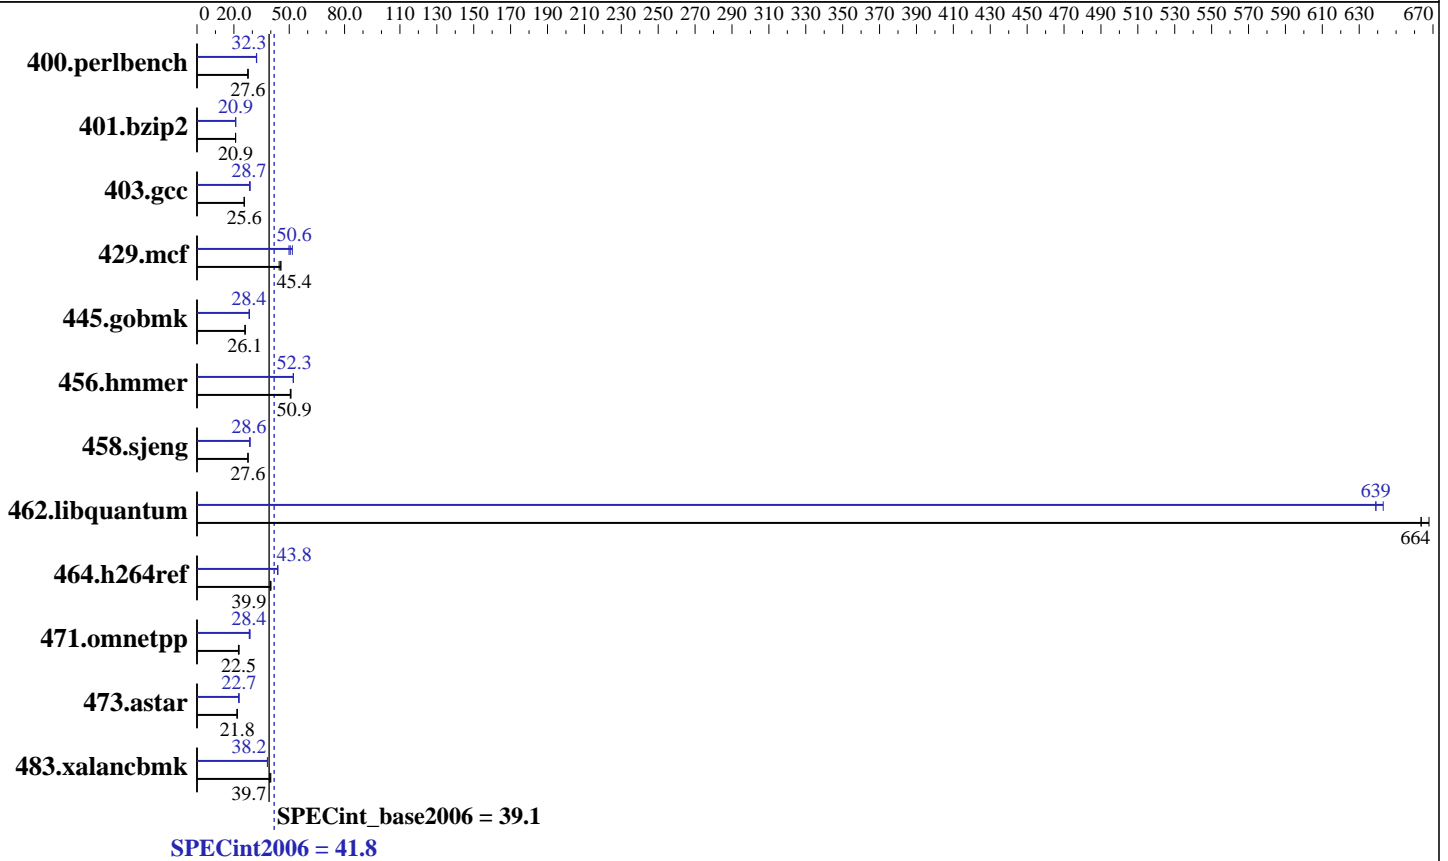 0 20.0 50.0 80.0 110 130 150 170 190 210 230 250 270 290 310 330 350 370 390 410 430 450 470 490 510 530 550 570 590 610 630 670
32.3
400.perlbench
27.6
20.9
401.bzip2
20.9
28.7
403.gcc
25.6
50.6
429.mcf
45.4
28.4
445.gobmk
26.1
52.3
456.hmmer
50.9
28.6
458.sjeng
27.6
639
462.libquantum
664
43.8
464.h264ref
39.9
28.4
471.omnetpp
22.5
22.7
473.astar
21.8
38.2
483.xalancbmk
39.7
SPECint_base2006 = 39.1
SPECint2006 = 41.8